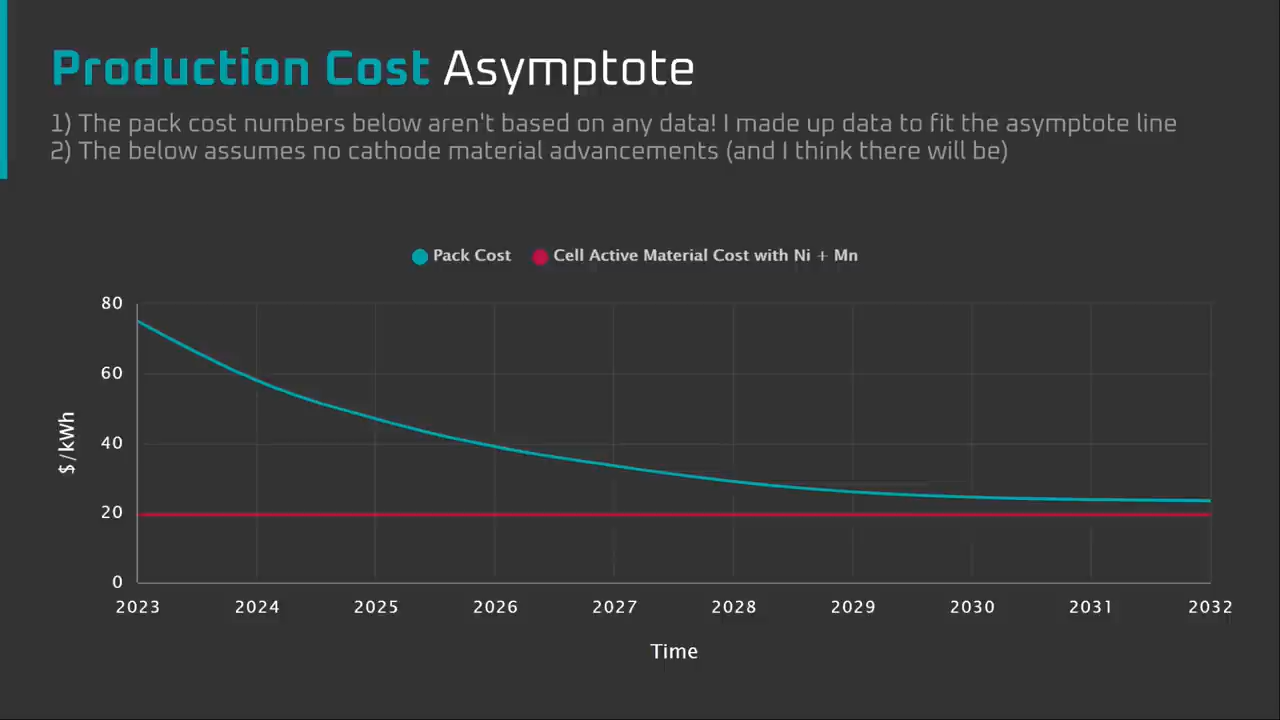 Production Cost Asymptote
1) The pack cost numbers below aren't based on any data! I made up data to fit the asymptote line
2) The below assumes no cathode material advancements (and I think there will be)
Pack Cost Cell Active Material Cost with Ni + Mn
80
60
40
20
0
$/kWh
2023 2024 2025 2026 2027 2028 2029 2030 2031 2032
Time